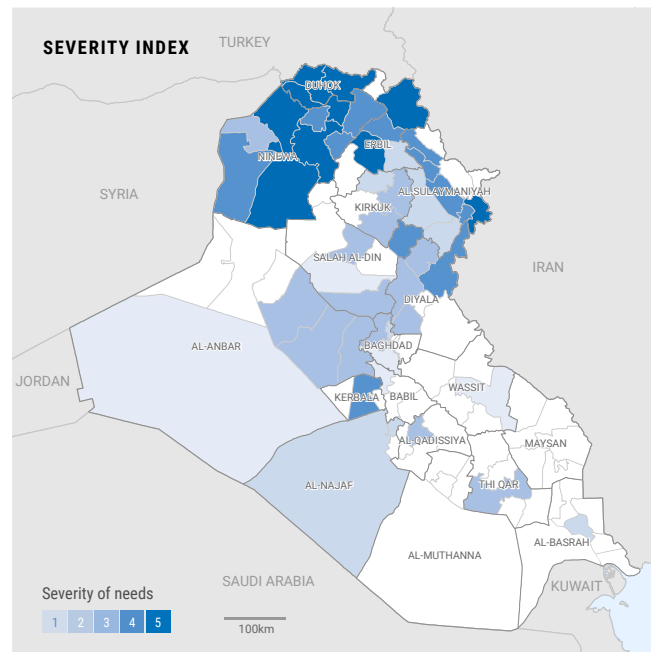 SEVERITY INDEX
TURKEY
DUHOK
NINEWA
ERBIL
SYRIA
AL-SULAYMANIYAH
KIRKUK
SALAH AL-DIN
IRAN
DIYALA
AL-ANBAR
BAGHDAD
JORDAN
KERBALA
BABIL
WASSIT
AL-QADISSIYA
MAYSAN
AL-NAJAF
THI QAR
AL-BASRAH
AL-MUTHANNA
SAUDI ARABIA
KUWAIT
Severity of needs
1 2 3 4 5
100km